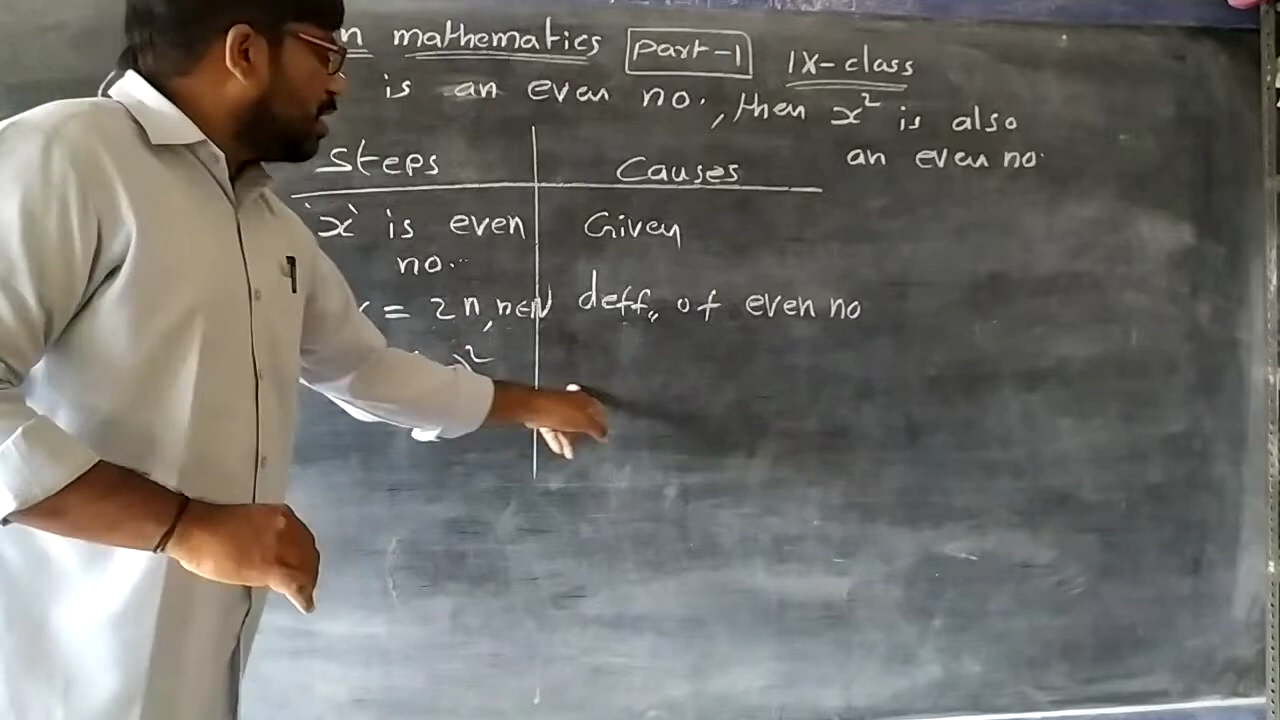 n mathematics Part-1 IX-class
is an even no., then x² is also
an even no.
Steps Causes
'x' is even Given
no.
x = 2n, n∈N deff. of even no
)²